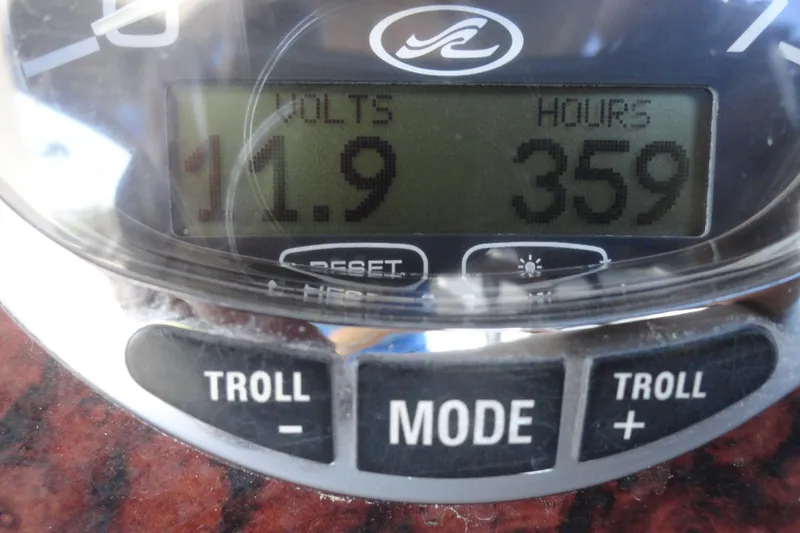 VOLTS HOURS
11.9 359
RESET
TROLL - MODE TROLL +